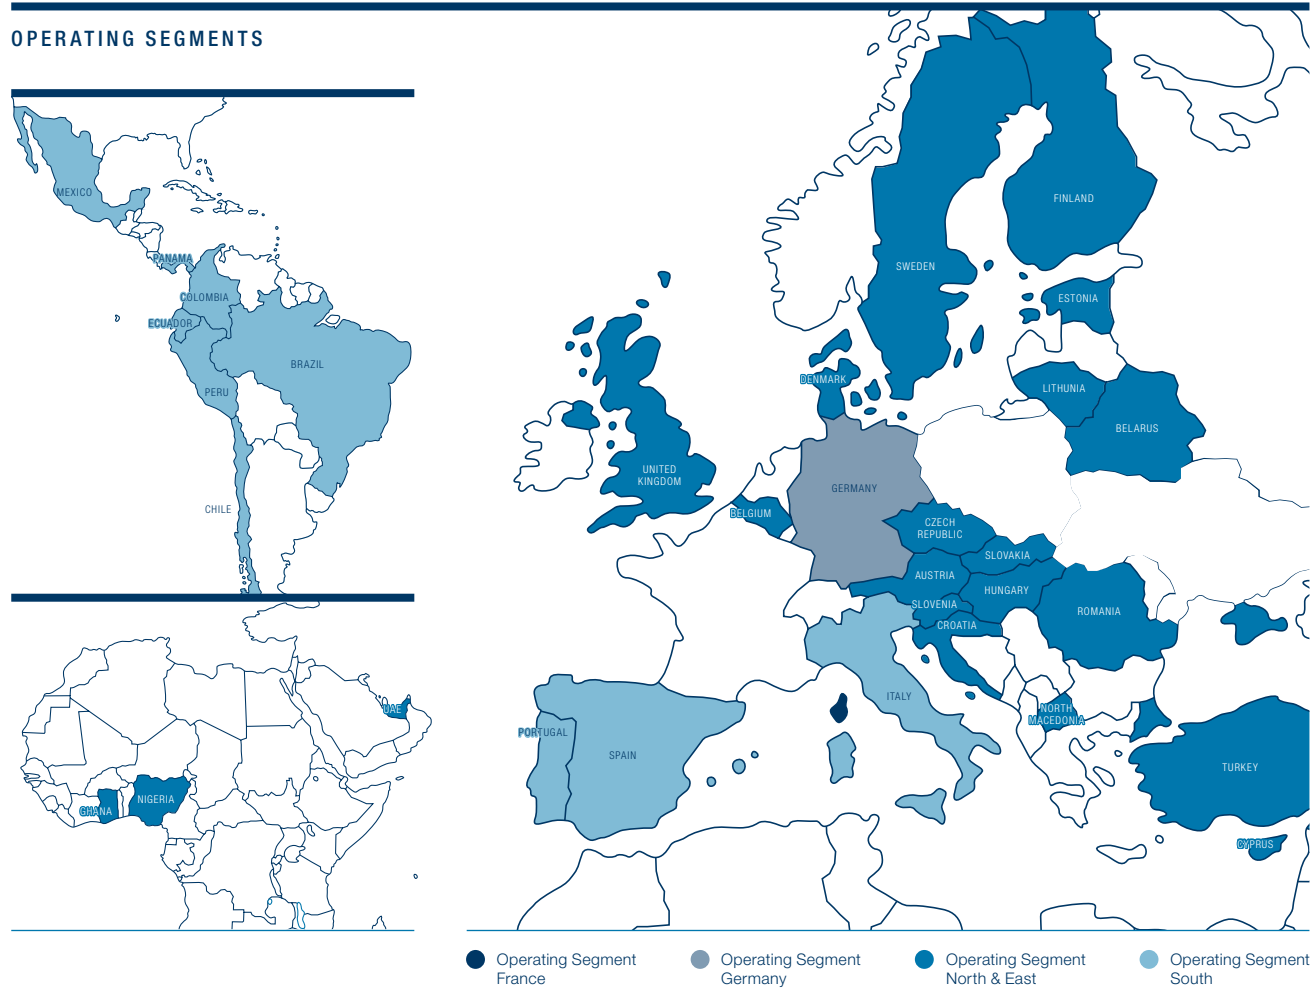 OPERATING SEGMENTS
MEXICO
PANAMA
COLOMBIA
ECUADOR
BRAZIL
PERU
CHILE
UAE
NIGERIA
GHANA
FINLAND
SWEDEN
ESTONIA
DENMARK
LITHUNIA
BELARUS
UNITED
KINGDOM
GERMANY
BELGIUM
CZECH
REPUBLIC
SLOVAKIA
AUSTRIA
HUNGARY
SLOVENIA
ROMANIA
CROATIA
ITALY
NORTH
MACEDONIA
PORTUGAL
SPAIN
TURKEY
CYPRUS
Operating Segment
France
Operating Segment
Germany
Operating Segment
North & East
Operating Segment
South